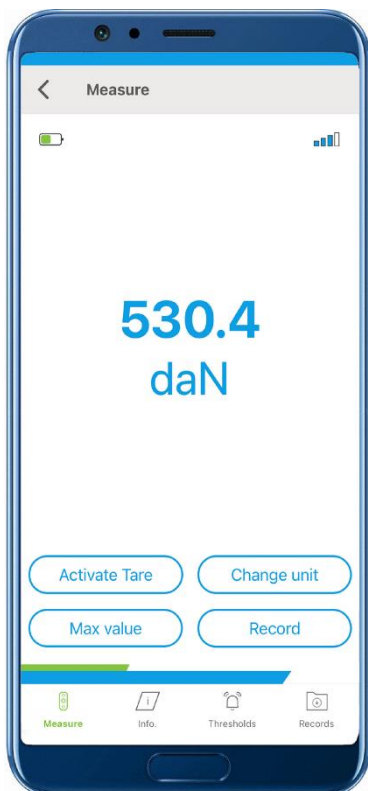 Measure
530.4
daN
Activate Tare
Change unit
Max value
Record
Measure
Info.
Thresholds
Records